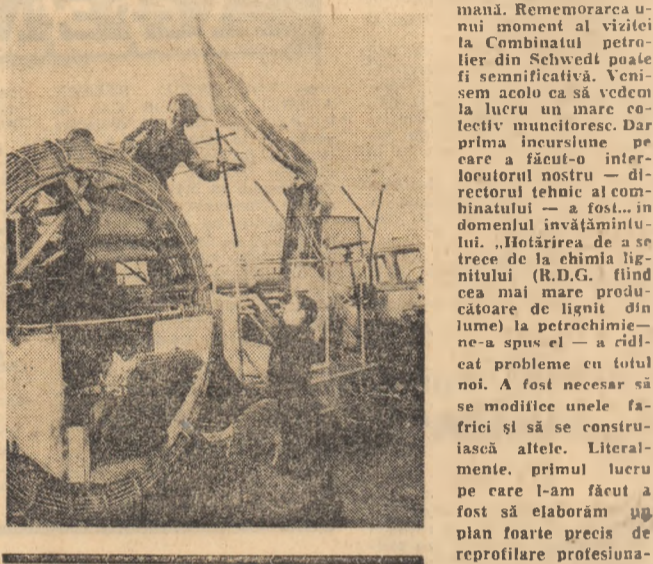 mană. Rememorarea u-
nui moment al vizitei
la Combinatul petro-
lier din Schwedt poate
fi semnificativă. Veni-
sem acolo ca să vedem
la lucru un mare co-
lectiv muncitoresc. Dar
prima incursiune pe
care a făcut-o inter-
locutorul nostru — di-
rectorul tehnic al com-
binatului — a fost... in
domeniul invățămintu-
lui. „Hotărirea de a se
trece de la chimia lig-
nitului (R.D.G. fiind
cea mai mare produ-
cătoare de lignit din
lume) la petrochimie—
ne-a spus el — a ridi-
cat probleme cu totul
noi. A fost necesar să
se modifice unele fa-
frici și să se constru-
iască altele. Literal-
mente, primul lucru
pe care l-am făcut a
fost să elaborăm un
plan foarte precis de
reprofilare profesiuna-